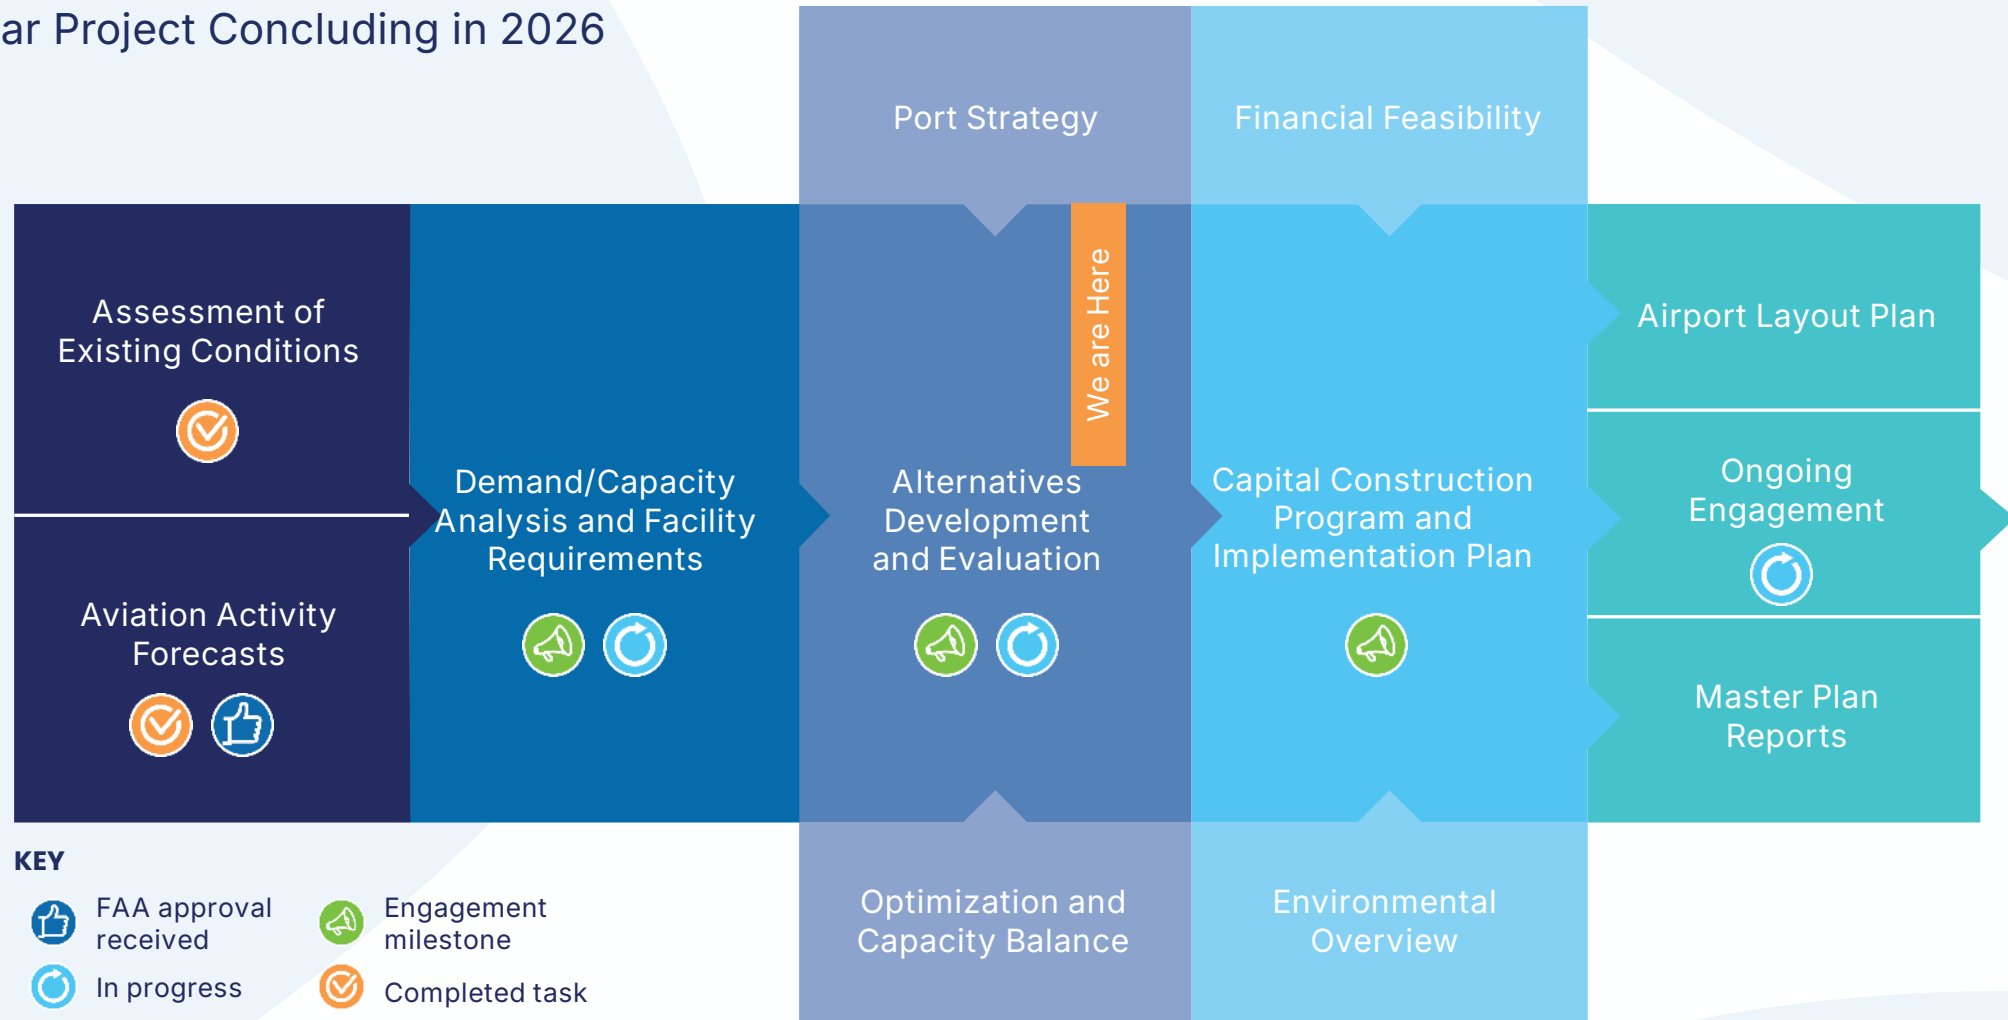 ar Project Concluding in 2026
Port Strategy
Financial Feasibility
Assessment of
Existing Conditions
Aviation Activity
Forecasts
Demand/Capacity
Analysis and Facility
Requirements
We are Here
Alternatives
Development
and Evaluation
Capital Construction
Program and
Implementation Plan
Airport Layout Plan
Ongoing
Engagement
Master Plan
Reports
Optimization and
Capacity Balance
Environmental
Overview
KEY
FAA approval
received
In progress
Engagement
milestone
Completed task